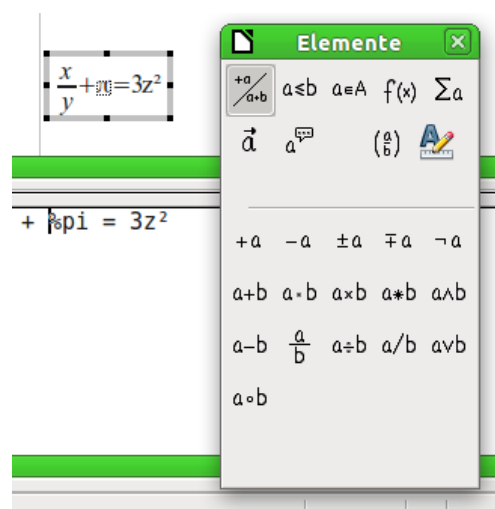 Elemente
x/y+π=3z²
+a/a+b a≤b a∈A f(x) Σa
a⃗ a (a/b) A
+ %pi = 3z²
+a −a ±a ∓a ¬a
a+b a·b a×b a∗b a∧b
a−b a/b a÷b a/b a∨b
a∘b